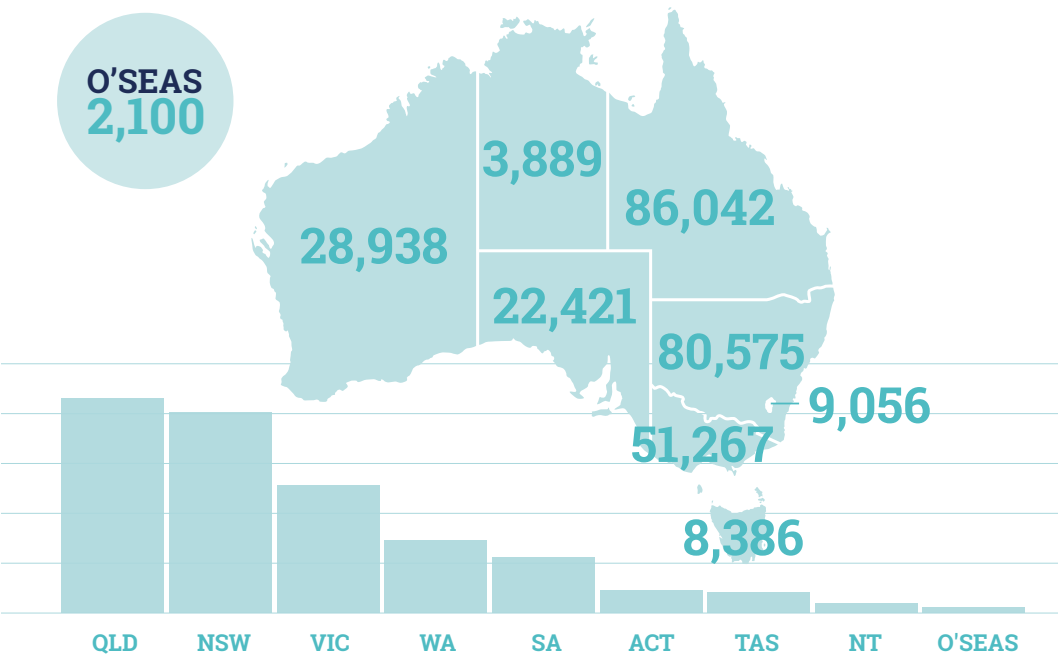 O’SEAS
2,100
3,889
86,042
28,938
22,421
80,575
9,056
51,267
8,386
QLD
NSW
VIC
WA
SA
ACT
TAS
NT
O'SEAS